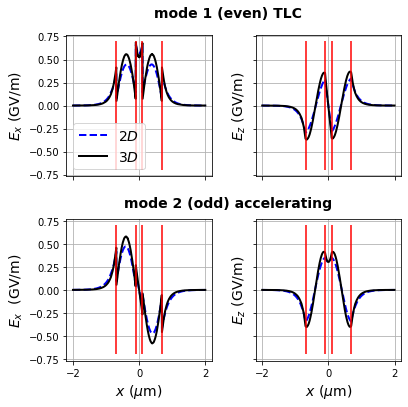 mode 1 (even) TLC
0.75
0.50
0.25
0.00
−0.25
−0.50
−0.75
Eₓ (GV/m)
2D
3D
E_z (GV/m)
mode 2 (odd) accelerating
0.75
0.50
0.25
0.00
−0.25
−0.50
−0.75
Eₓ (GV/m)
E_z (GV/m)
−2 0 2
−2 0 2
x (μm)
x (μm)